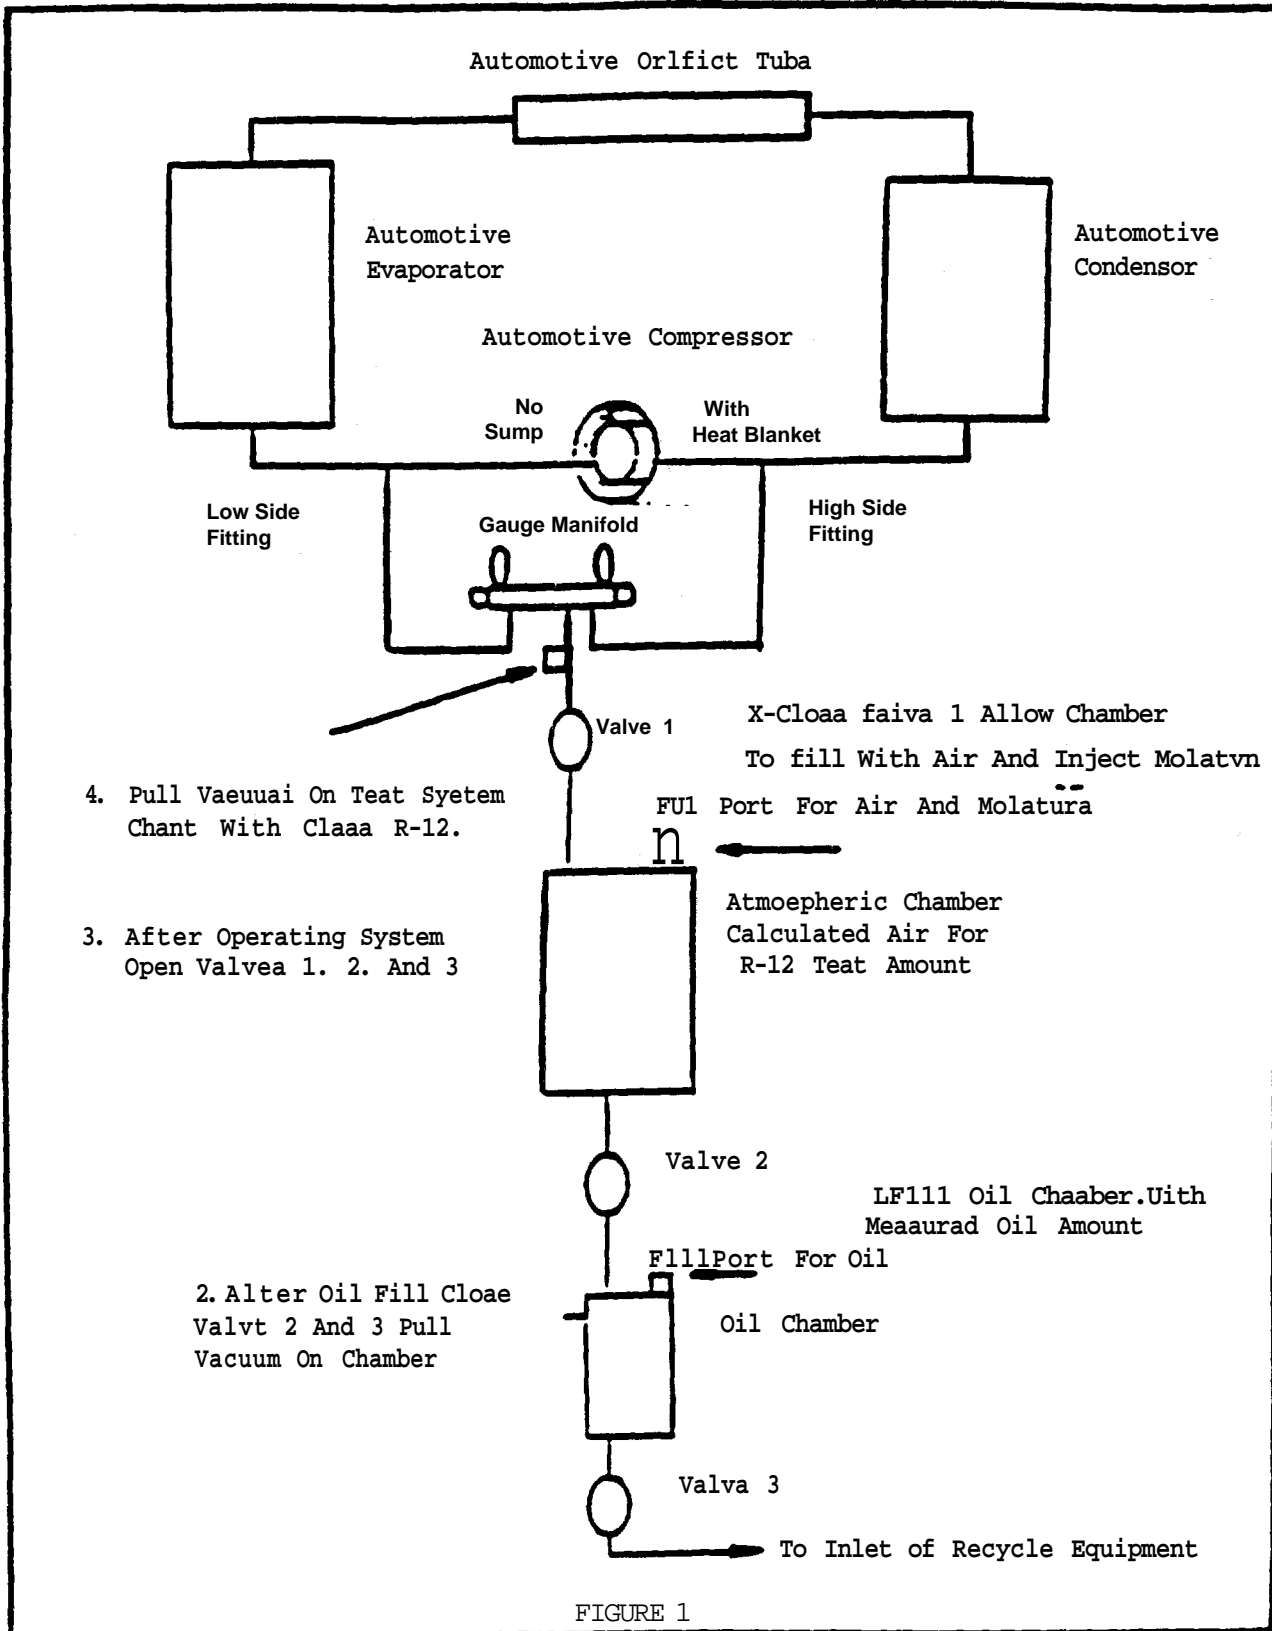 Automotive Orlfict Tuba
Automotive
Evaporator
Automotive
Condensor
Automotive Compressor
No
Sump
With
Heat Blanket
Low Side
Fitting
High Side
Fitting
Gauge Manifold
Valve 1
X-Cloaa faiva 1 Allow Chamber
To fill With Air And Inject Molatvn
4. Pull Vaeuuai On Teat Syetem
Chant With Claaa R-12.
FU1 Port For Air And Molatura
n
Atmoepheric Chamber
Calculated Air For
R-12 Teat Amount
3. After Operating System
Open Valvea 1. 2. And 3
Valve 2
LF111 Oil Chaaber.Uith
Meaaurad Oil Amount
FlllPort For Oil
2. Alter Oil Fill Cloae
Valvt 2 And 3 Pull
Vacuum On Chamber
Oil Chamber
Valva 3
To Inlet of Recycle Equipment
FIGURE 1